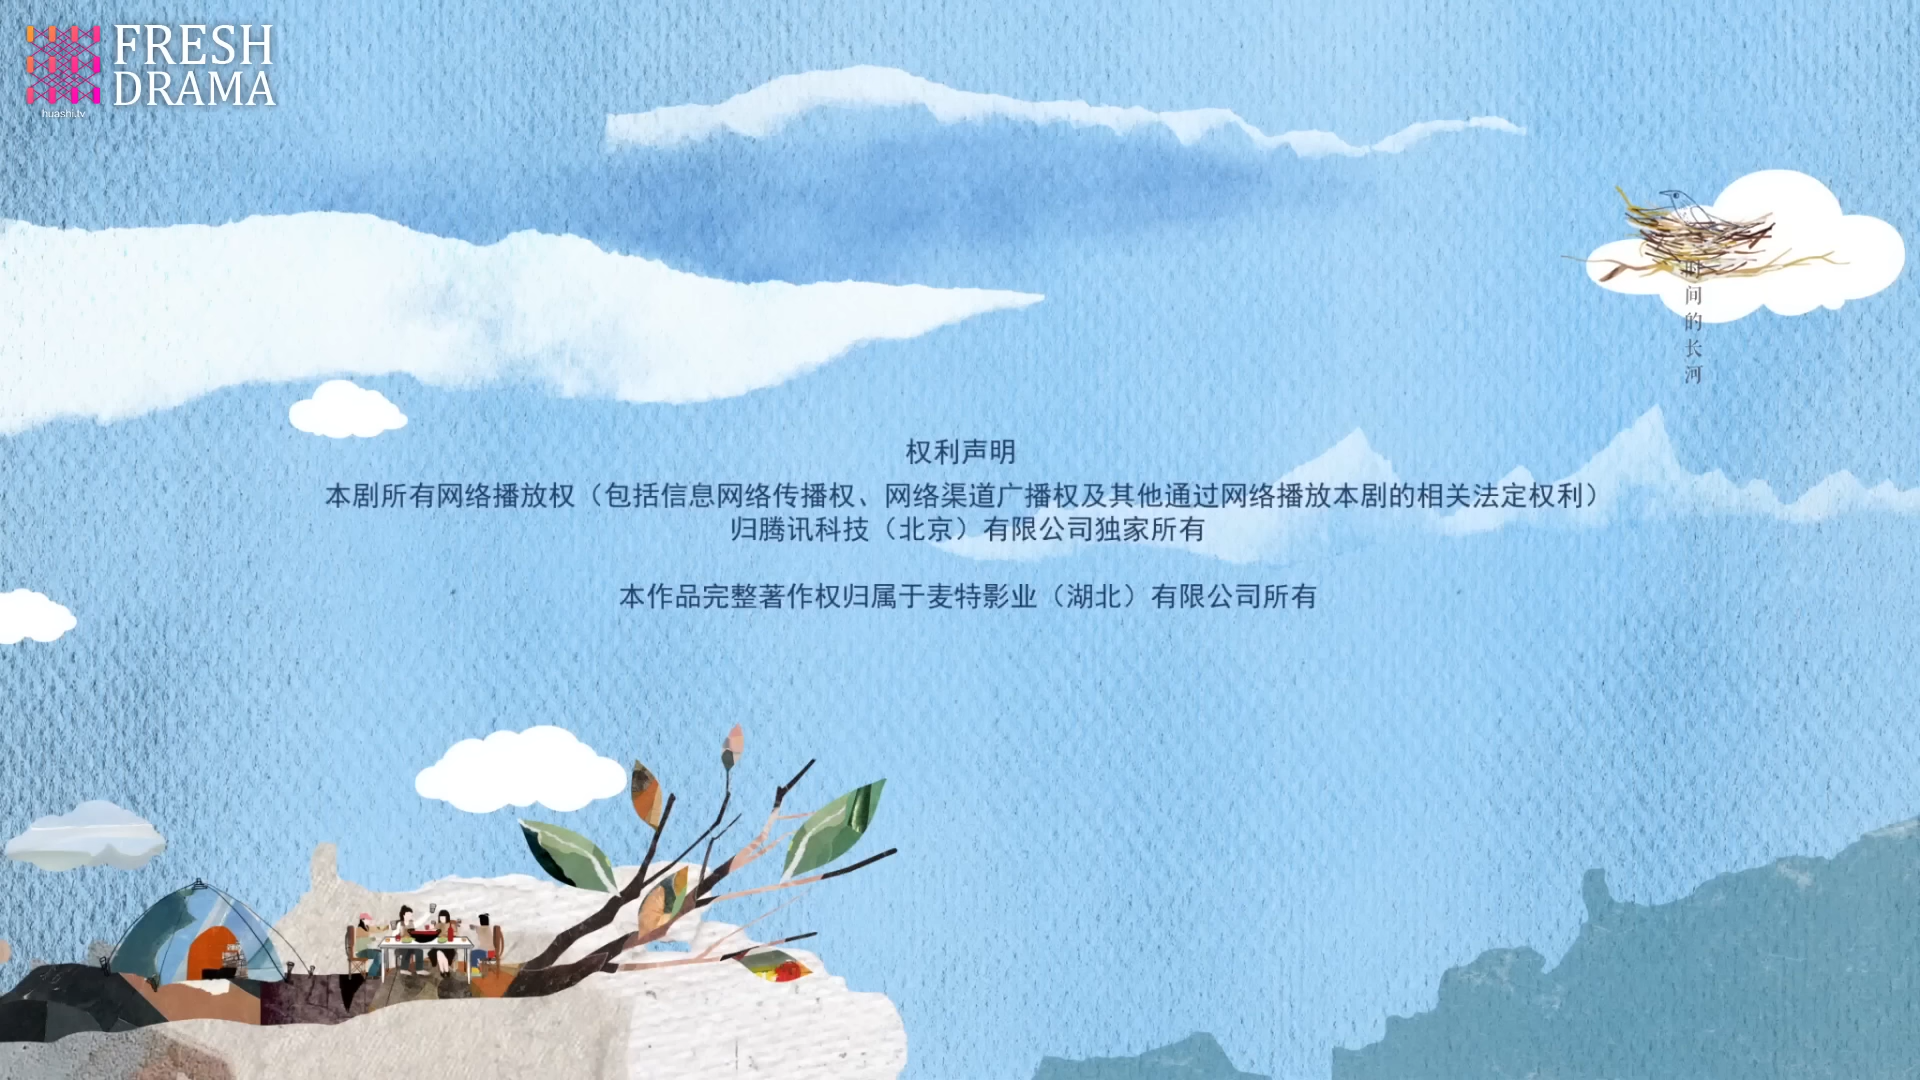 FRESH
DRAMA
huashi.tv
时间的长河
权利声明
本剧所有网络播放权（包括信息网络传播权、网络渠道广播权及其他通过网络播放本剧的相关法定权利）
归腾讯科技（北京）有限公司独家所有
本作品完整著作权归属于麦特影业（湖北）有限公司所有